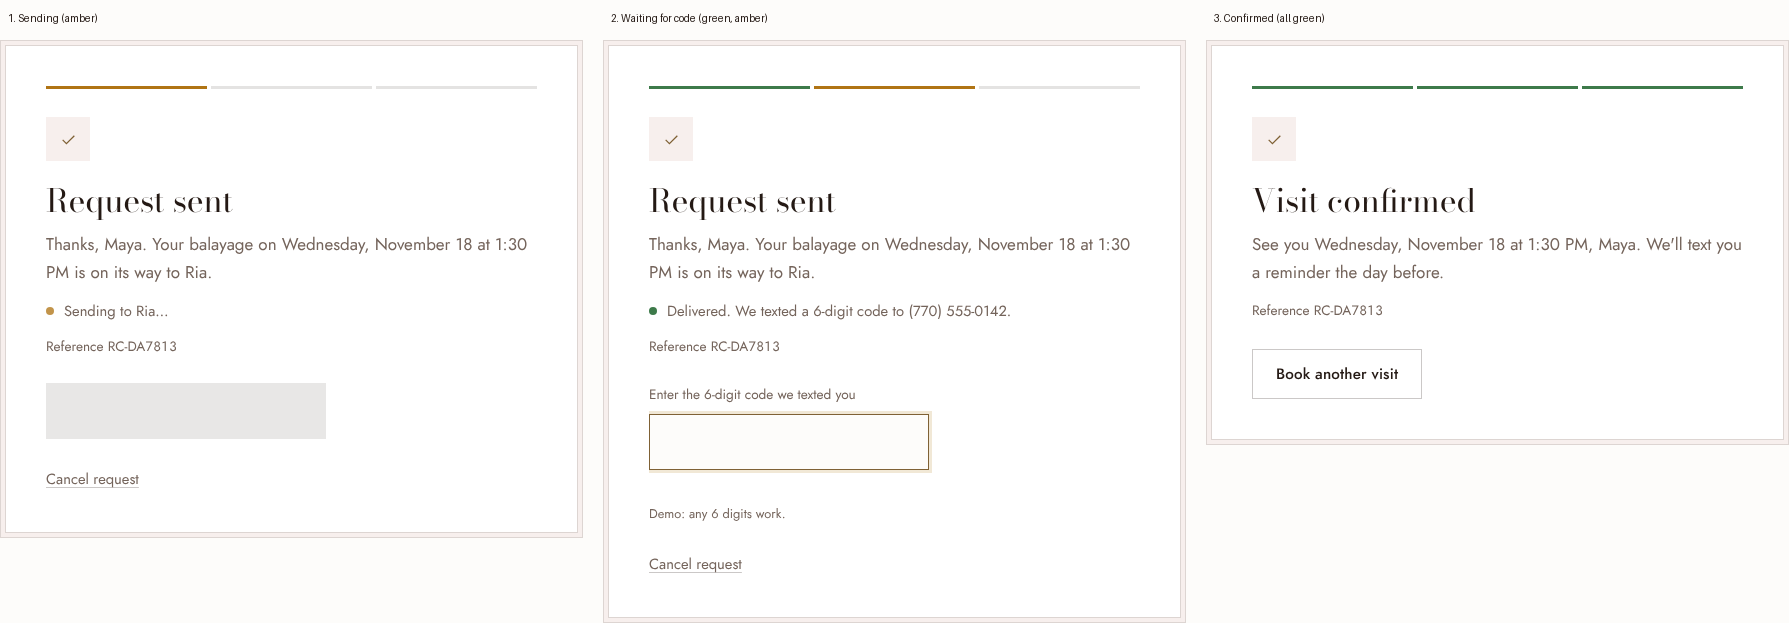 1. Sending (amber)
Request sent
Thanks, Maya. Your balayage on Wednesday, November 18 at 1:30
PM is on its way to Ria.
Sending to Ria...
Reference RC-DA7813
Cancel request
2. Waiting for code (green, amber)
Request sent
Thanks, Maya. Your balayage on Wednesday, November 18 at 1:30
PM is on its way to Ria.
Delivered. We texted a 6-digit code to (770) 555-0142.
Reference RC-DA7813
Enter the 6-digit code we texted you
Demo: any 6 digits work.
Cancel request
3. Confirmed (all green)
Visit confirmed
See you Wednesday, November 18 at 1:30 PM, Maya. We'll text you
a reminder the day before.
Reference RC-DA7813
Book another visit